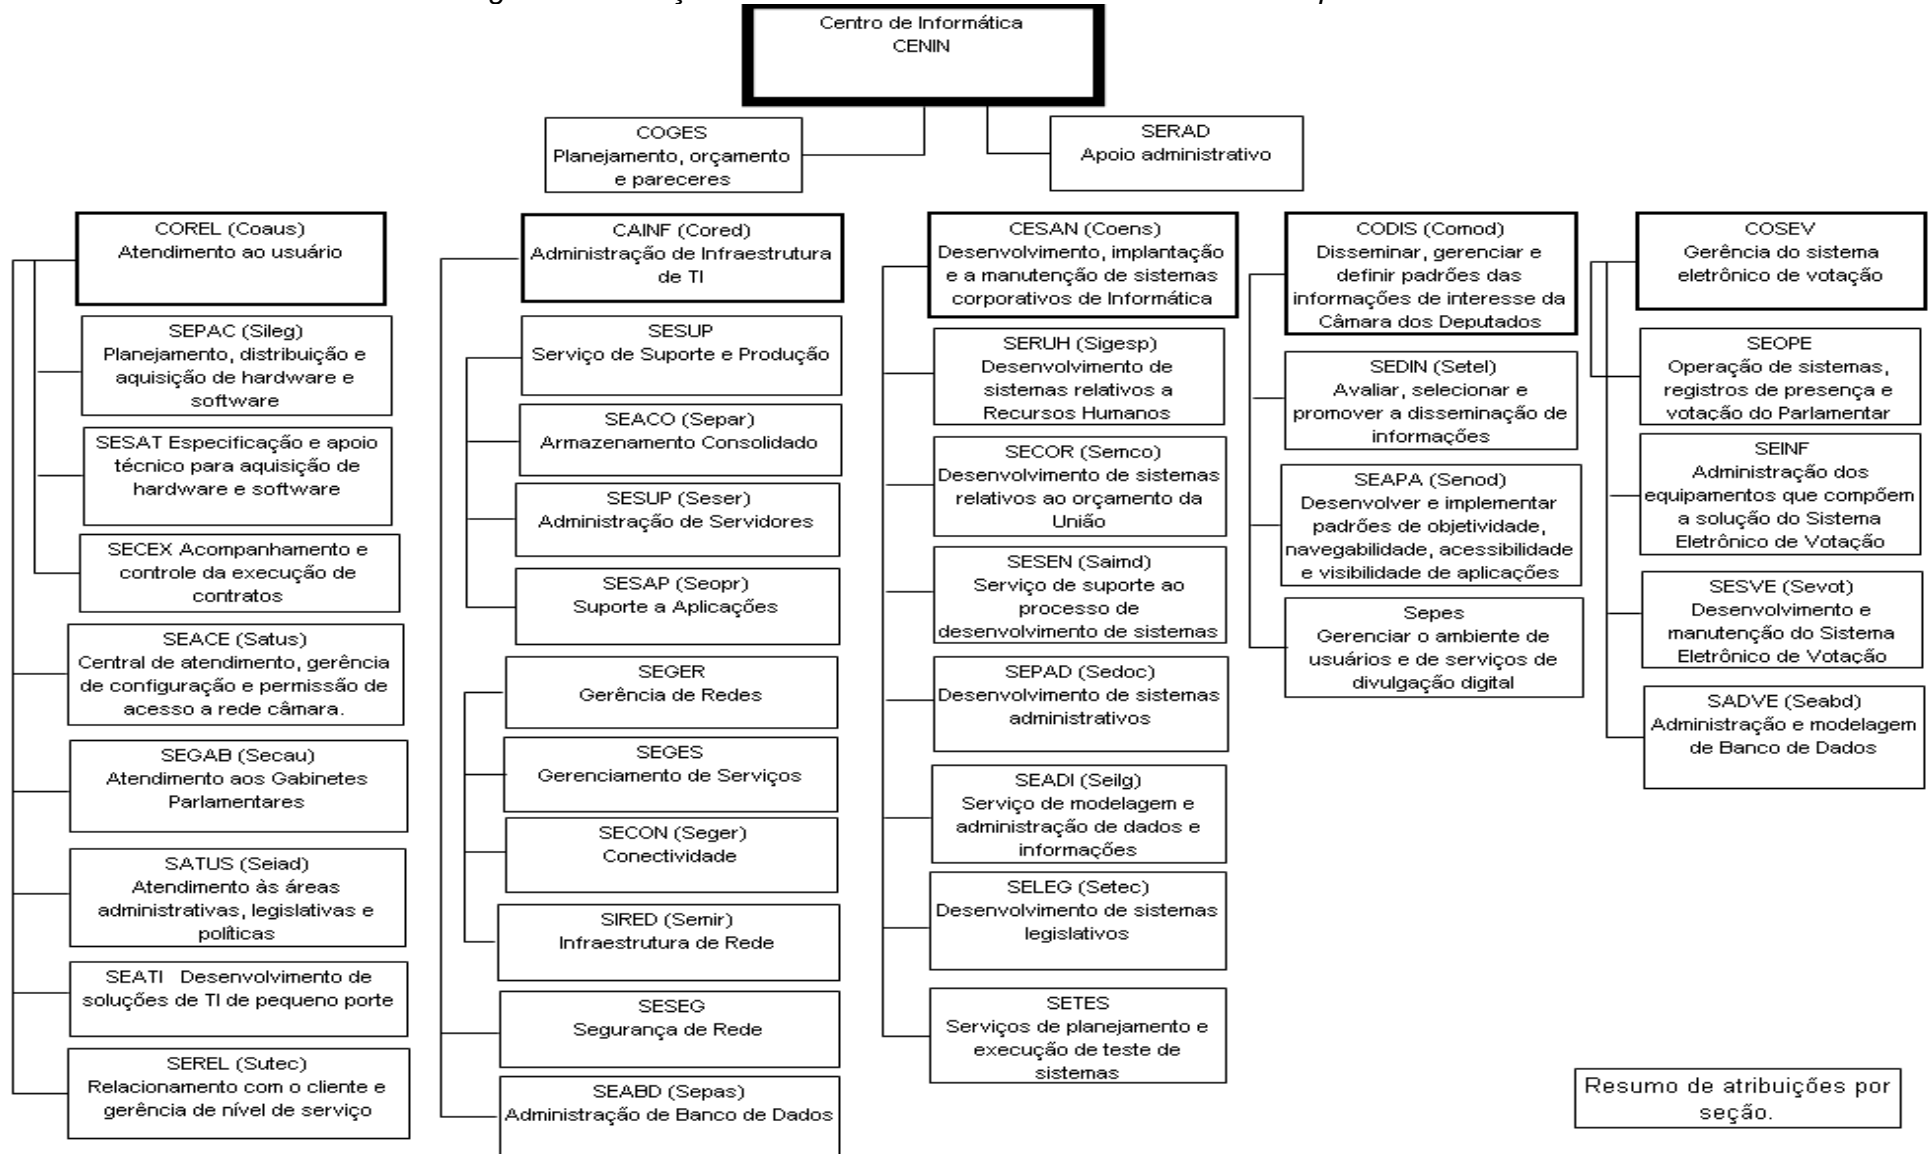 Centro de Informática
CENIN
COGES
Planejamento, orçamento
e pareceres
SERAD
Apoio administrativo
COREL (Coaus)
Atendimento ao usuário
SEPAC (Sileg)
Planejamento, distribuição e
aquisição de hardware e
software
SESAT Especificação e apoio
técnico para aquisição de
hardware e software
SECEX Acompanhamento e
controle da execução de
contratos
SEACE (Satus)
Central de atendimento, gerência
de configuração e permissão de
acesso a rede câmara.
SEGAB (Secau)
Atendimento aos Gabinetes
Parlamentares
SATUS (Seiad)
Atendimento às áreas
administrativas, legislativas e
políticas
SEATI Desenvolvimento de
soluções de TI de pequeno porte
SEREL (Sutec)
Relacionamento com o cliente e
gerência de nível de serviço
CAINF (Cored)
Administração de Infraestrutura
de TI
SESUP
Serviço de Suporte e Produção
SEACO (Separ)
Armazenamento Consolidado
SESUP (Seser)
Administração de Servidores
SESAP (Seopr)
Suporte a Aplicações
SEGER
Gerência de Redes
SEGES
Gerenciamento de Serviços
SECON (Seger)
Conectividade
SIRED (Semir)
Infraestrutura de Rede
SESEG
Segurança de Rede
SEABD (Sepas)
Administração de Banco de Dados
CESAN (Coens)
Desenvolvimento, implantação
e a manutenção de sistemas
corporativos de Informática
SERUH (Sigesp)
Desenvolvimento de
sistemas relativos a
Recursos Humanos
SECOR (Semco)
Desenvolvimento de sistemas
relativos ao orçamento da
União
SESEN (Saimd)
Serviço de suporte ao
processo de
desenvolvimento de sistemas
SEPAD (Sedoc)
Desenvolvimento de sistemas
administrativos
SEADI (Seilg)
Serviço de modelagem e
administração de dados e
informações
SELEG (Setec)
Desenvolvimento de sistemas
legislativos
SETES
Serviços de planejamento e
execução de teste de
sistemas
CODIS (Comod)
Disseminar, gerenciar e
definir padrões das
informações de interesse da
Câmara dos Deputados
SEDIN (Setel)
Avaliar, selecionar e
promover a disseminação de
informações
SEAPA (Senod)
Desenvolver e implementar
padrões de objetividade,
navegabilidade, acessibilidade
e visibilidade de aplicações
Sepes
Gerenciar o ambiente de
usuários e de serviços de
divulgação digital
COSEV
Gerência do sistema
eletrônico de votação
SEOPE
Operação de sistemas,
registros de presença e
votação do Parlamentar
SEINF
Administração dos
equipamentos que compõem
a solução do Sistema
Eletrônico de Votação
SESVE (Sevot)
Desenvolvimento e
manutenção do Sistema
Eletrônico de Votação
SADVE (Seabd)
Administração e modelagem
de Banco de Dados
Resumo de atribuições por
seção.